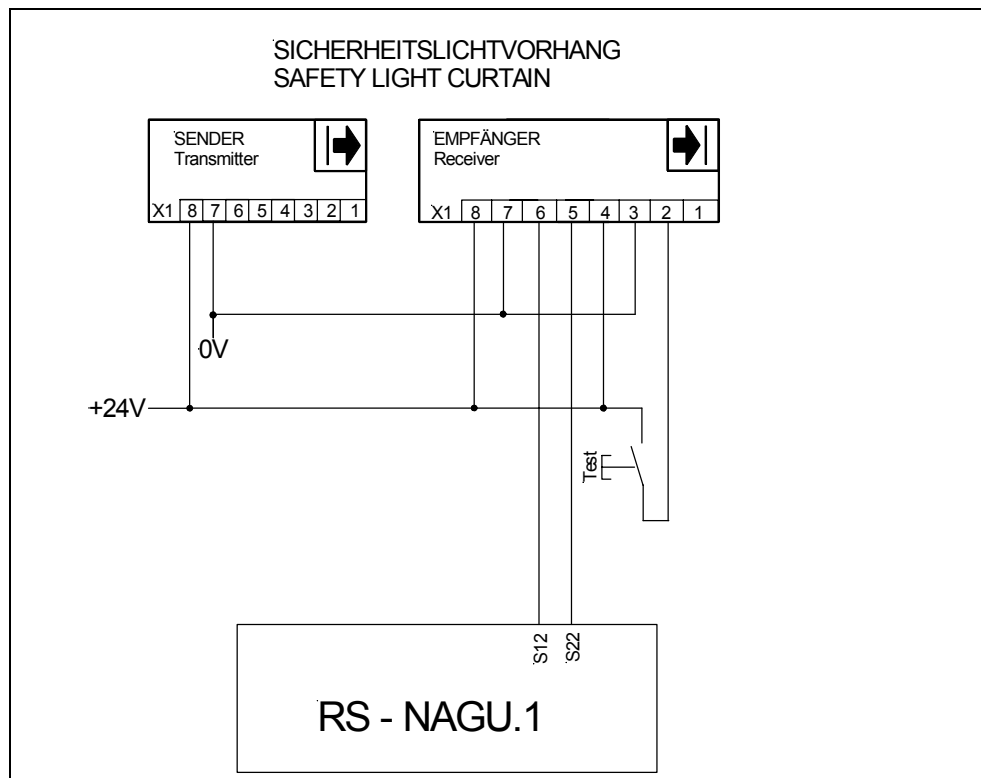 SICHERHEITSLICHTVORHANG
SAFETY LIGHT CURTAIN
SENDER
Transmitter
X1 8 7 6 5 4 3 2 1
EMPFÄNGER
Receiver
X1 8 7 6 5 4 3 2 1
0V
+24V
Test
S12
S22
RS - NAGU.1